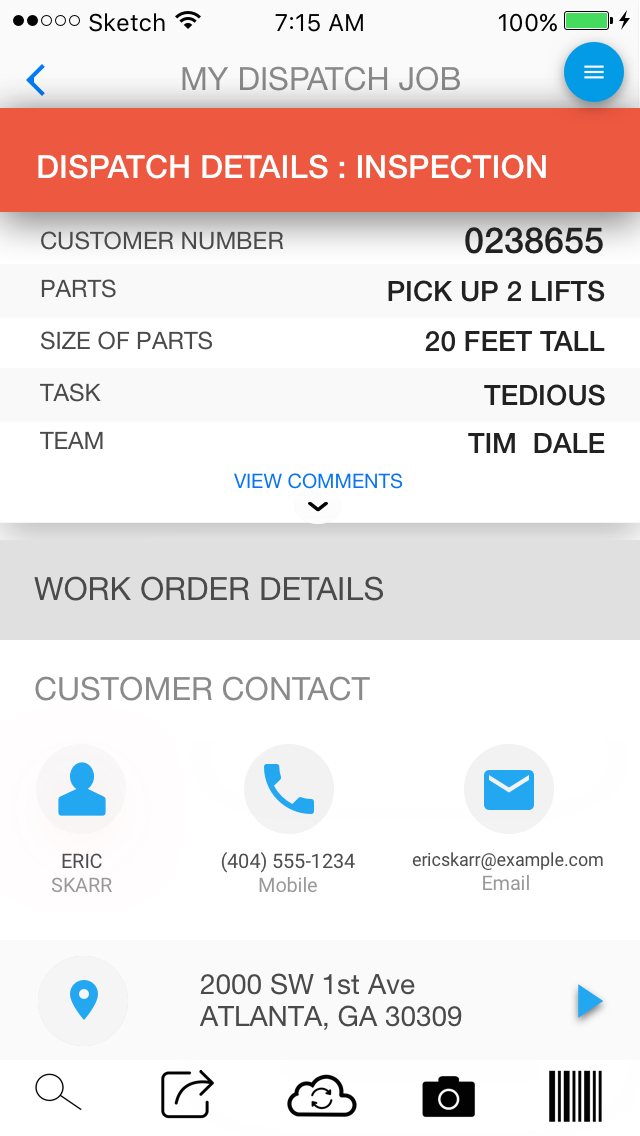 Sketch 7:15 AM 100%
MY DISPATCH JOB
DISPATCH DETAILS : INSPECTION
CUSTOMER NUMBER 0238655
PARTS PICK UP 2 LIFTS
SIZE OF PARTS 20 FEET TALL
TASK TEDIOUS
TEAM TIM DALE
VIEW COMMENTS
WORK ORDER DETAILS
CUSTOMER CONTACT
ERIC (404) 555-1234 ericskarr@example.com
SKARR Mobile Email
2000 SW 1st Ave
ATLANTA, GA 30309